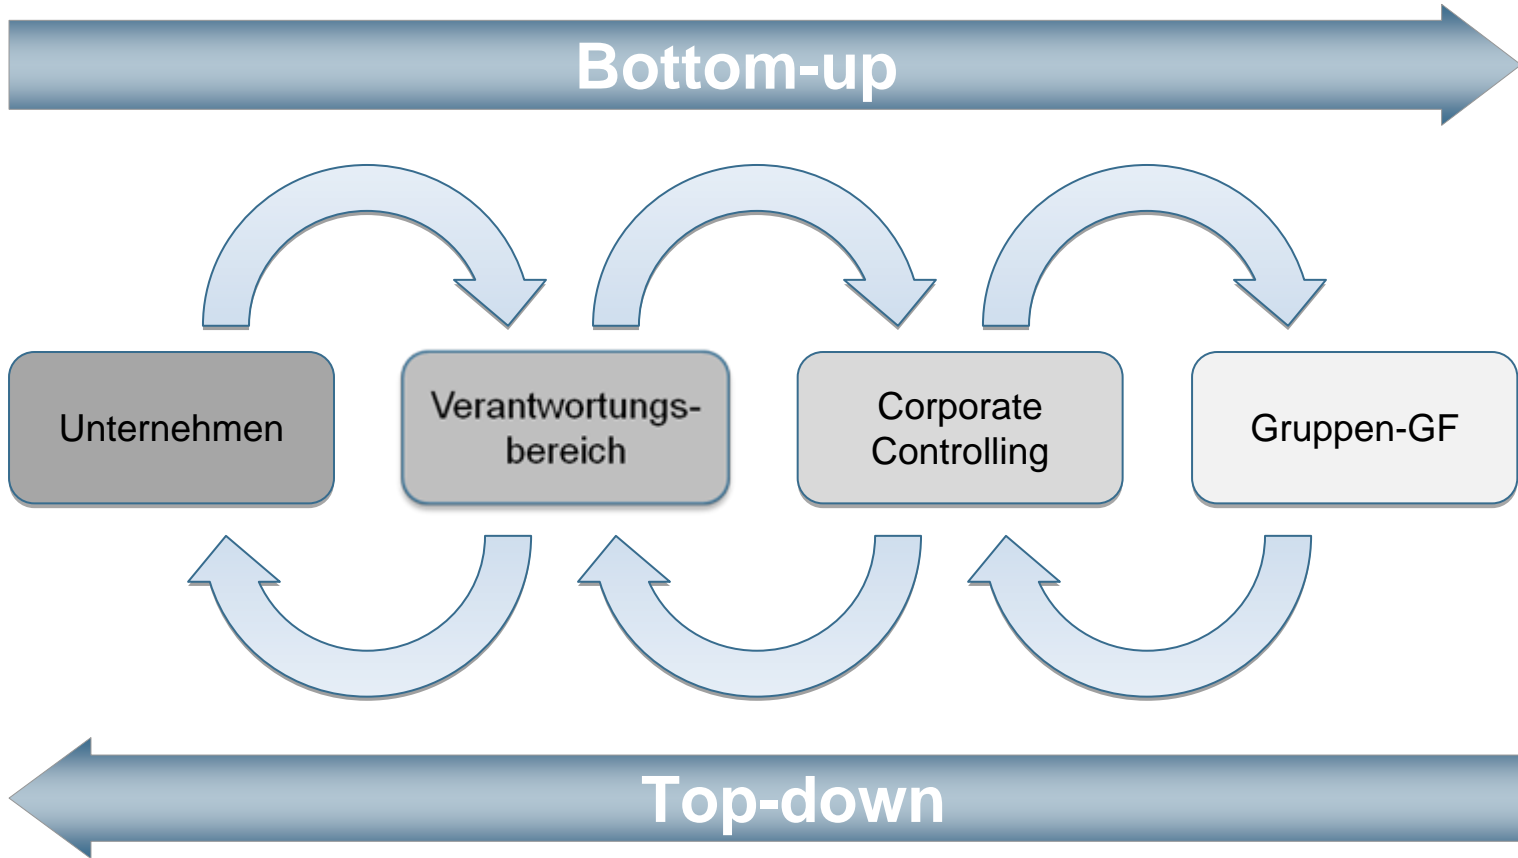 Bottom-up
Unternehmen
Verantwortungs-
bereich
Corporate
Controlling
Gruppen-GF
Top-down